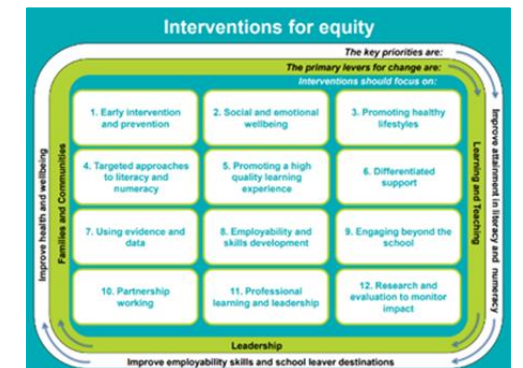 Interventions for equity
The key priorities are:
The primary levers for change are:
Interventions should focus on:
1. Early intervention
and prevention
2. Social and emotional
wellbeing
3. Promoting healthy
lifestyles
4. Targeted approaches
to literacy and
numeracy
5. Promoting a high
quality learning
experience
6. Differentiated
support
7. Using evidence and
data
8. Employability and
skills development
9. Engaging beyond the
school
10. Partnership
working
11. Professional
learning and leadership
12. Research and
evaluation to monitor
impact
Improve health and wellbeing
Families and Communities
Learning and Teaching
Improve attainment in literacy and numeracy
Leadership
Improve employability skills and school leaver destinations